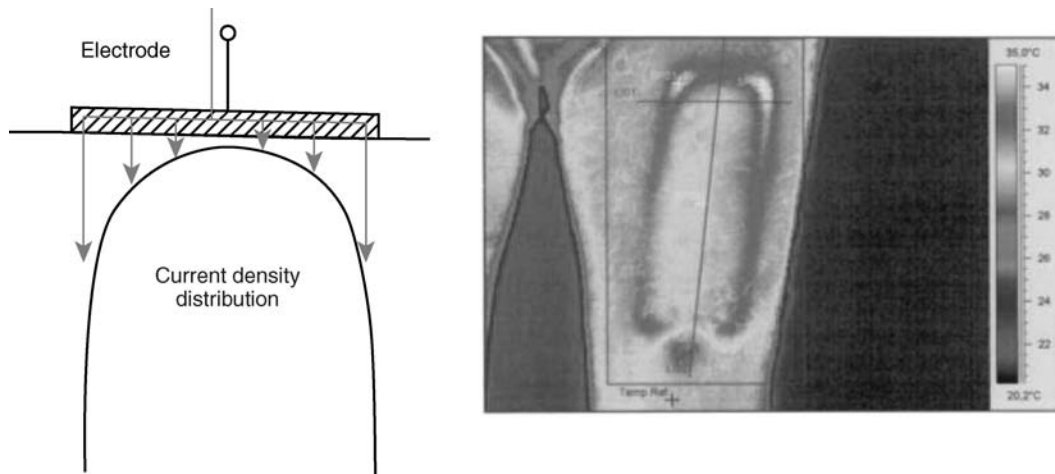 Electrode
Current density
distribution
35,0°C
34
32
30
28
26
24
22
20,2°C
Temp Ref